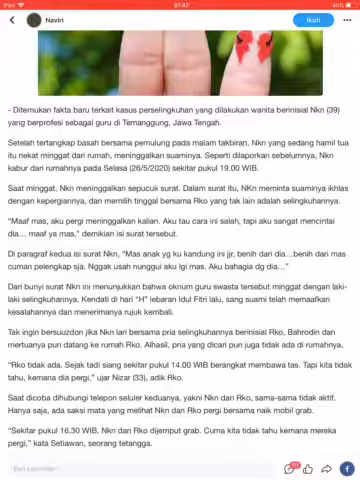 iPad
07.47
46%
Naviri
Ikuti
- Ditemukan fakta baru terkait kasus perselingkuhan yang dilakukan wanita berinisial Nkn (39)
yang berprofesi sebagai guru di Temanggung, Jawa Tengah.
Setelah tertangkap basah bersama pemulung pada malam takbiran, Nkn yang sedang hamil tua
itu nekat minggat dari rumah, meninggalkan suaminya. Seperti dilaporkan sebelumnya, Nkn
kabur dari rumahnya pada Selasa (26/5/2020) sekitar pukul 19.00 WIB.
Saat minggat, Nkn meninggalkan sepucuk surat. Dalam surat itu, NKn meminta suaminya ikhlas
dengan kepergiannya, dan memilih tinggal bersama Rko yang tak lain adalah selingkuhannya.
"Maaf mas, aku pergi meninggalkan kalian. Aku tau cara ini salah, tapi aku sangat mencintai
dia... maaf ya mas," demikian isi surat tersebut.
Di paragraf kedua isi surat Nkn, "Mas anak yg ku kandung ini jjr, benih dari dia...benih dari mas
cuman pelengkap sja. Nggak usah nunggui aku lgi mas. Aku bahagia dg dia..."
Dari bunyi surat Nkn ini menunjukkan bahwa oknum guru swasta tersebut minggat dengan laki-
laki selingkuhannya. Kendati di hari "H" lebaran Idul Fitri lalu, sang suami telah memaafkan
kesalahannya dan menerimanya rujuk kembali.
Tak ingin bersuuzdon jika Nkn lari bersama pria selingkuhannya berinisial Rko, Bahrodin dan
mertuanya pun datang ke rumah Rko. Alhasil, pria yang dicari pun juga tidak ada di rumahnya.
"Rko tidak ada. Sejak tadi siang sekitar pukul 14.00 WIB berangkat membawa tas. Tapi kita tidak
tahu, kemana dia pergi," ujar Nizar (33), adik Rko.
Saat dicoba dihubungi telepon seluler keduanya, yakni Nkn dan Rko, sama-sama tidak aktif.
Hanya saja, ada saksi mata yang melihat Nkn dan Rko pergi bersama naik mobil grab.
"Sekitar pukul 16.30 WIB, Nkn dan Rko dijemput grab. Cuma kita tidak tahu kemana mereka
pergi," kata Setiawan, seorang tetangga.
Beri komentar